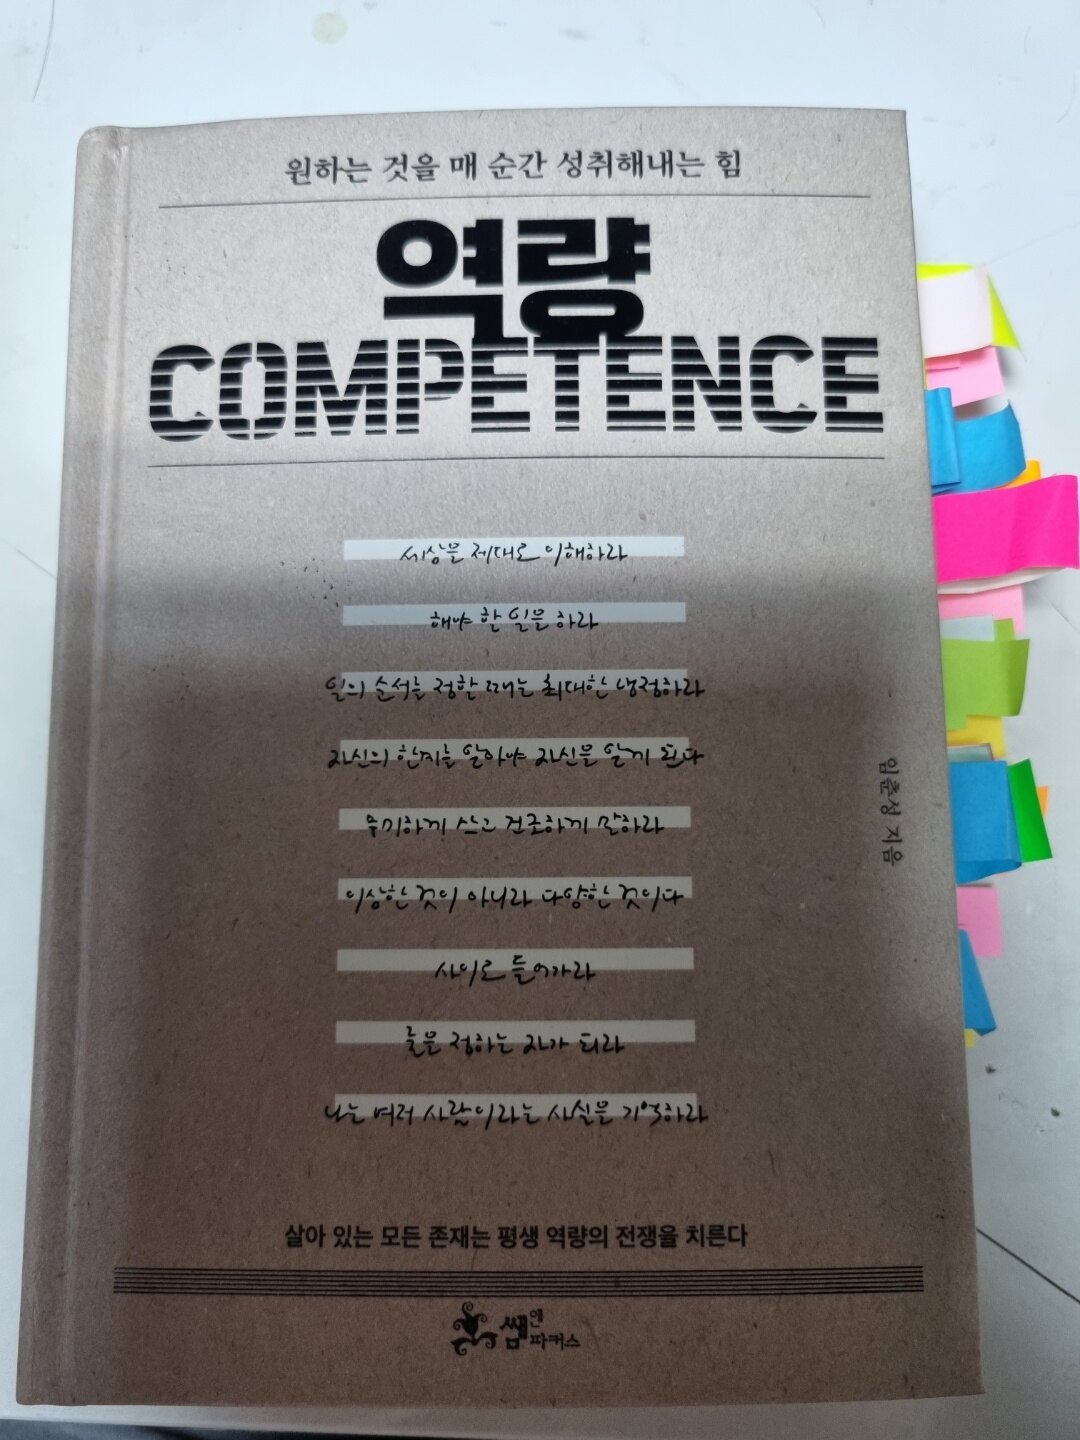 원하는 것을 매 순간 성취해내는 힘
역량
COMPETENCE
세상을 제대로 이해하라
해야 할 일을 하라
일의 순서를 정할 때는 최대한 냉정하라
자신의 한계를 알아야 자신을 알게 된다
우미하게 쓰고 건조하게 말하라
이상한 것이 아니라 다양한 것이다
사이로 들어가라
룰을 정하는 자가 되라
나는 여러 사람이라는 사실을 기억하라
임춘성 지음
살아 있는 모든 존재는 평생 역량의 전쟁을 치른다
쌤앤파커스